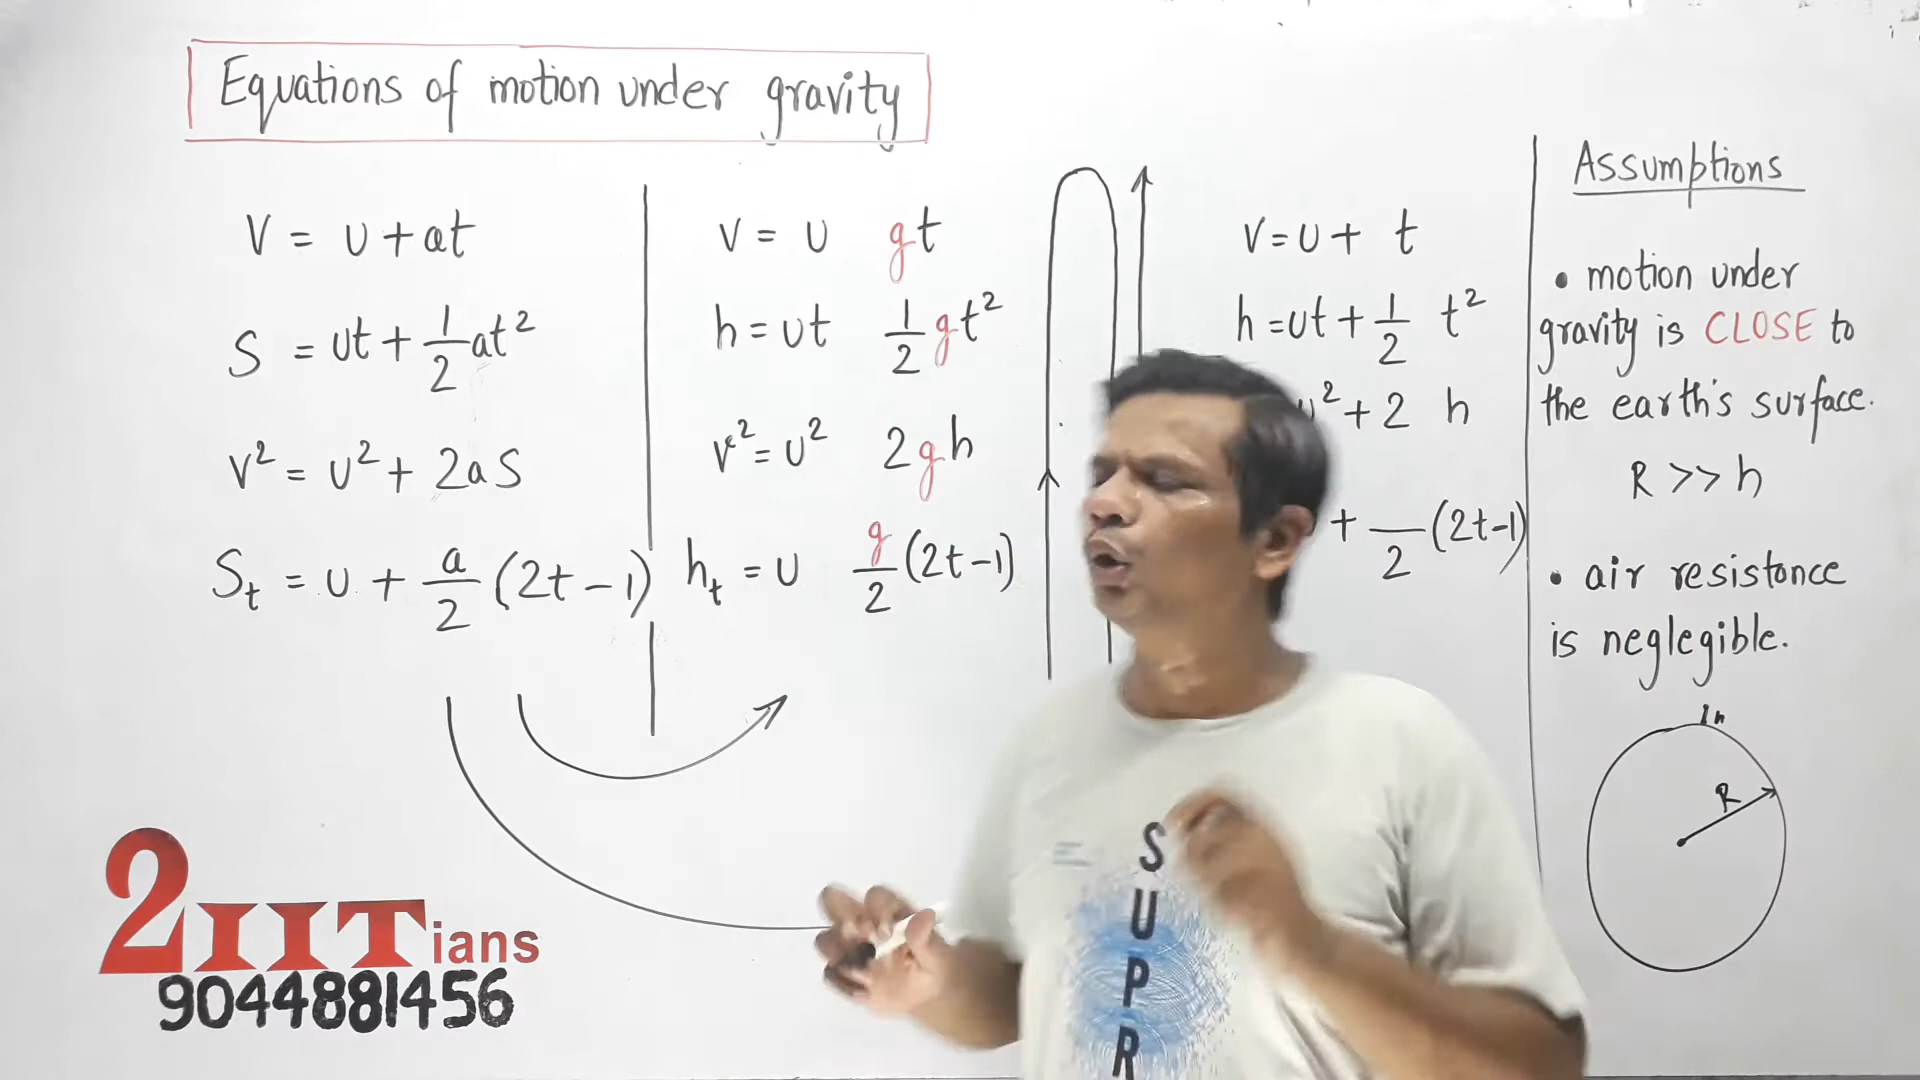 Equations of motion under gravity
V = U + at
S = Ut + 1/2 at²
V² = U² + 2aS
St = U + a/2 (2t - 1)
V = U gt
h = Ut 1/2 gt²
V² = U² 2gh
ht = U g/2 (2t-1)
V = U + t
h = Ut + 1/2 t²
² + 2 h
+ /2 (2t-1)
Assumptions
• motion under
gravity is CLOSE to
the earth's surface.
R >> h
• air resistance
is neglegible.
h
R
2IITians
9044881456
SUPR